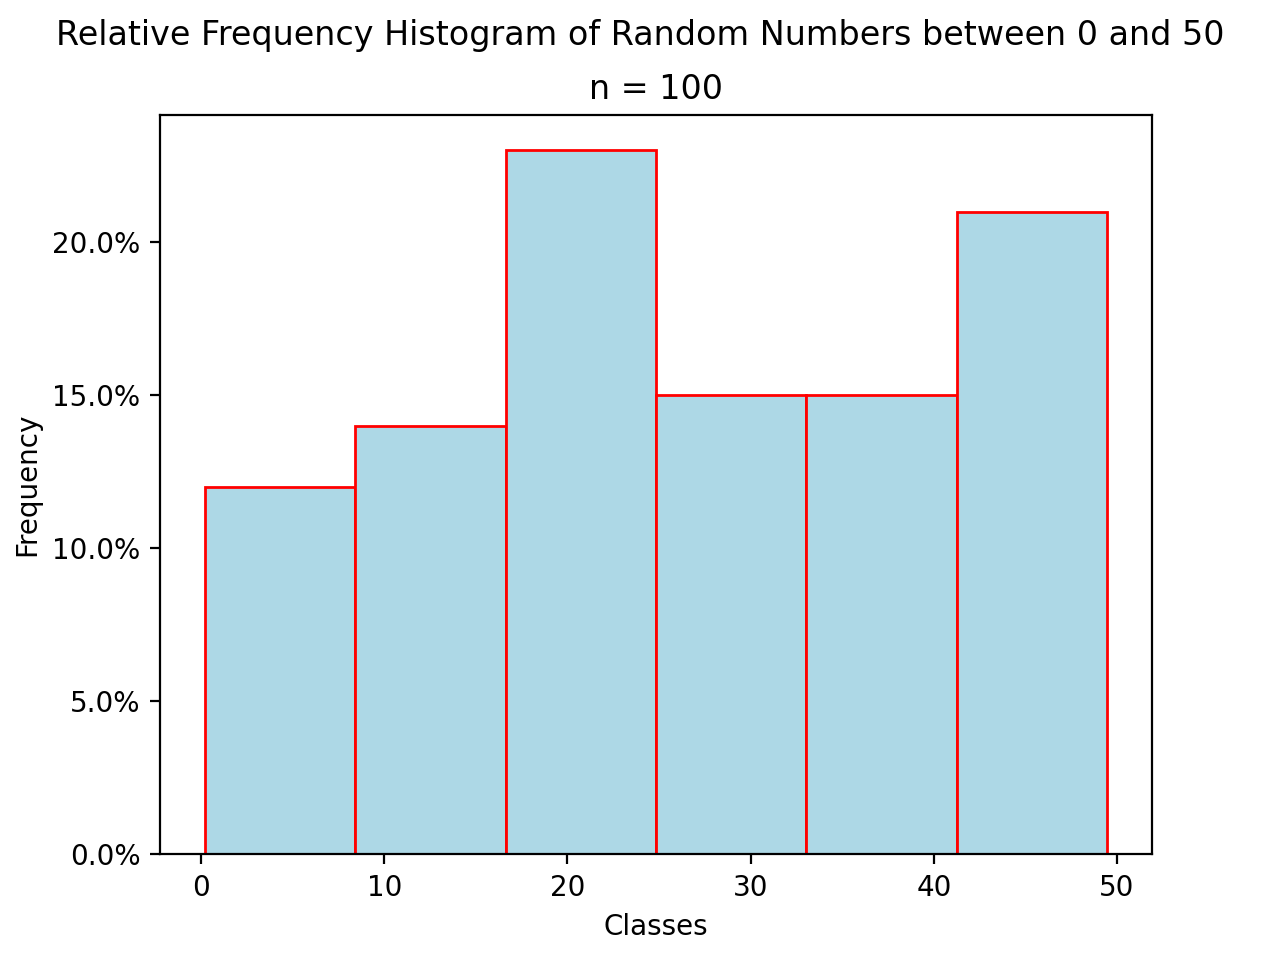 Relative Frequency Histogram of Random Numbers between 0 and 50
n = 100
20.0%
15.0%
10.0%
5.0%
0.0%
Frequency
0 10 20 30 40 50
Classes